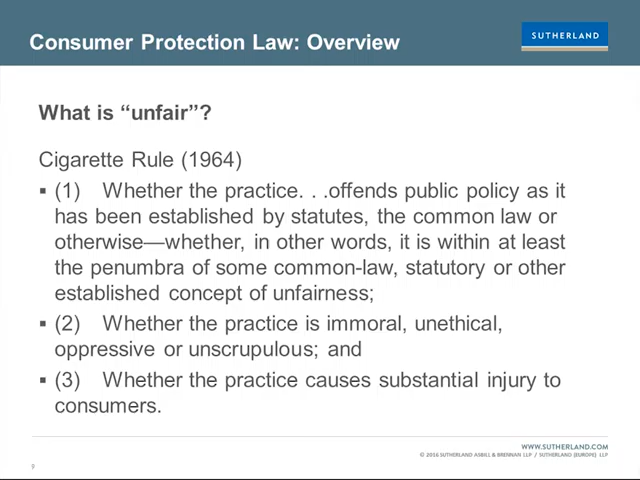 Consumer Protection Law: Overview
SUTHERLAND
What is “unfair”?
Cigarette Rule (1964)
▪ (1) Whether the practice. . .offends public policy as it
has been established by statutes, the common law or
otherwise—whether, in other words, it is within at least
the penumbra of some common-law, statutory or other
established concept of unfairness;
▪ (2) Whether the practice is immoral, unethical,
oppressive or unscrupulous; and
▪ (3) Whether the practice causes substantial injury to
consumers.
WWW.SUTHERLAND.COM
© 2016 SUTHERLAND ASBILL & BRENNAN LLP / SUTHERLAND (EUROPE) LLP
9